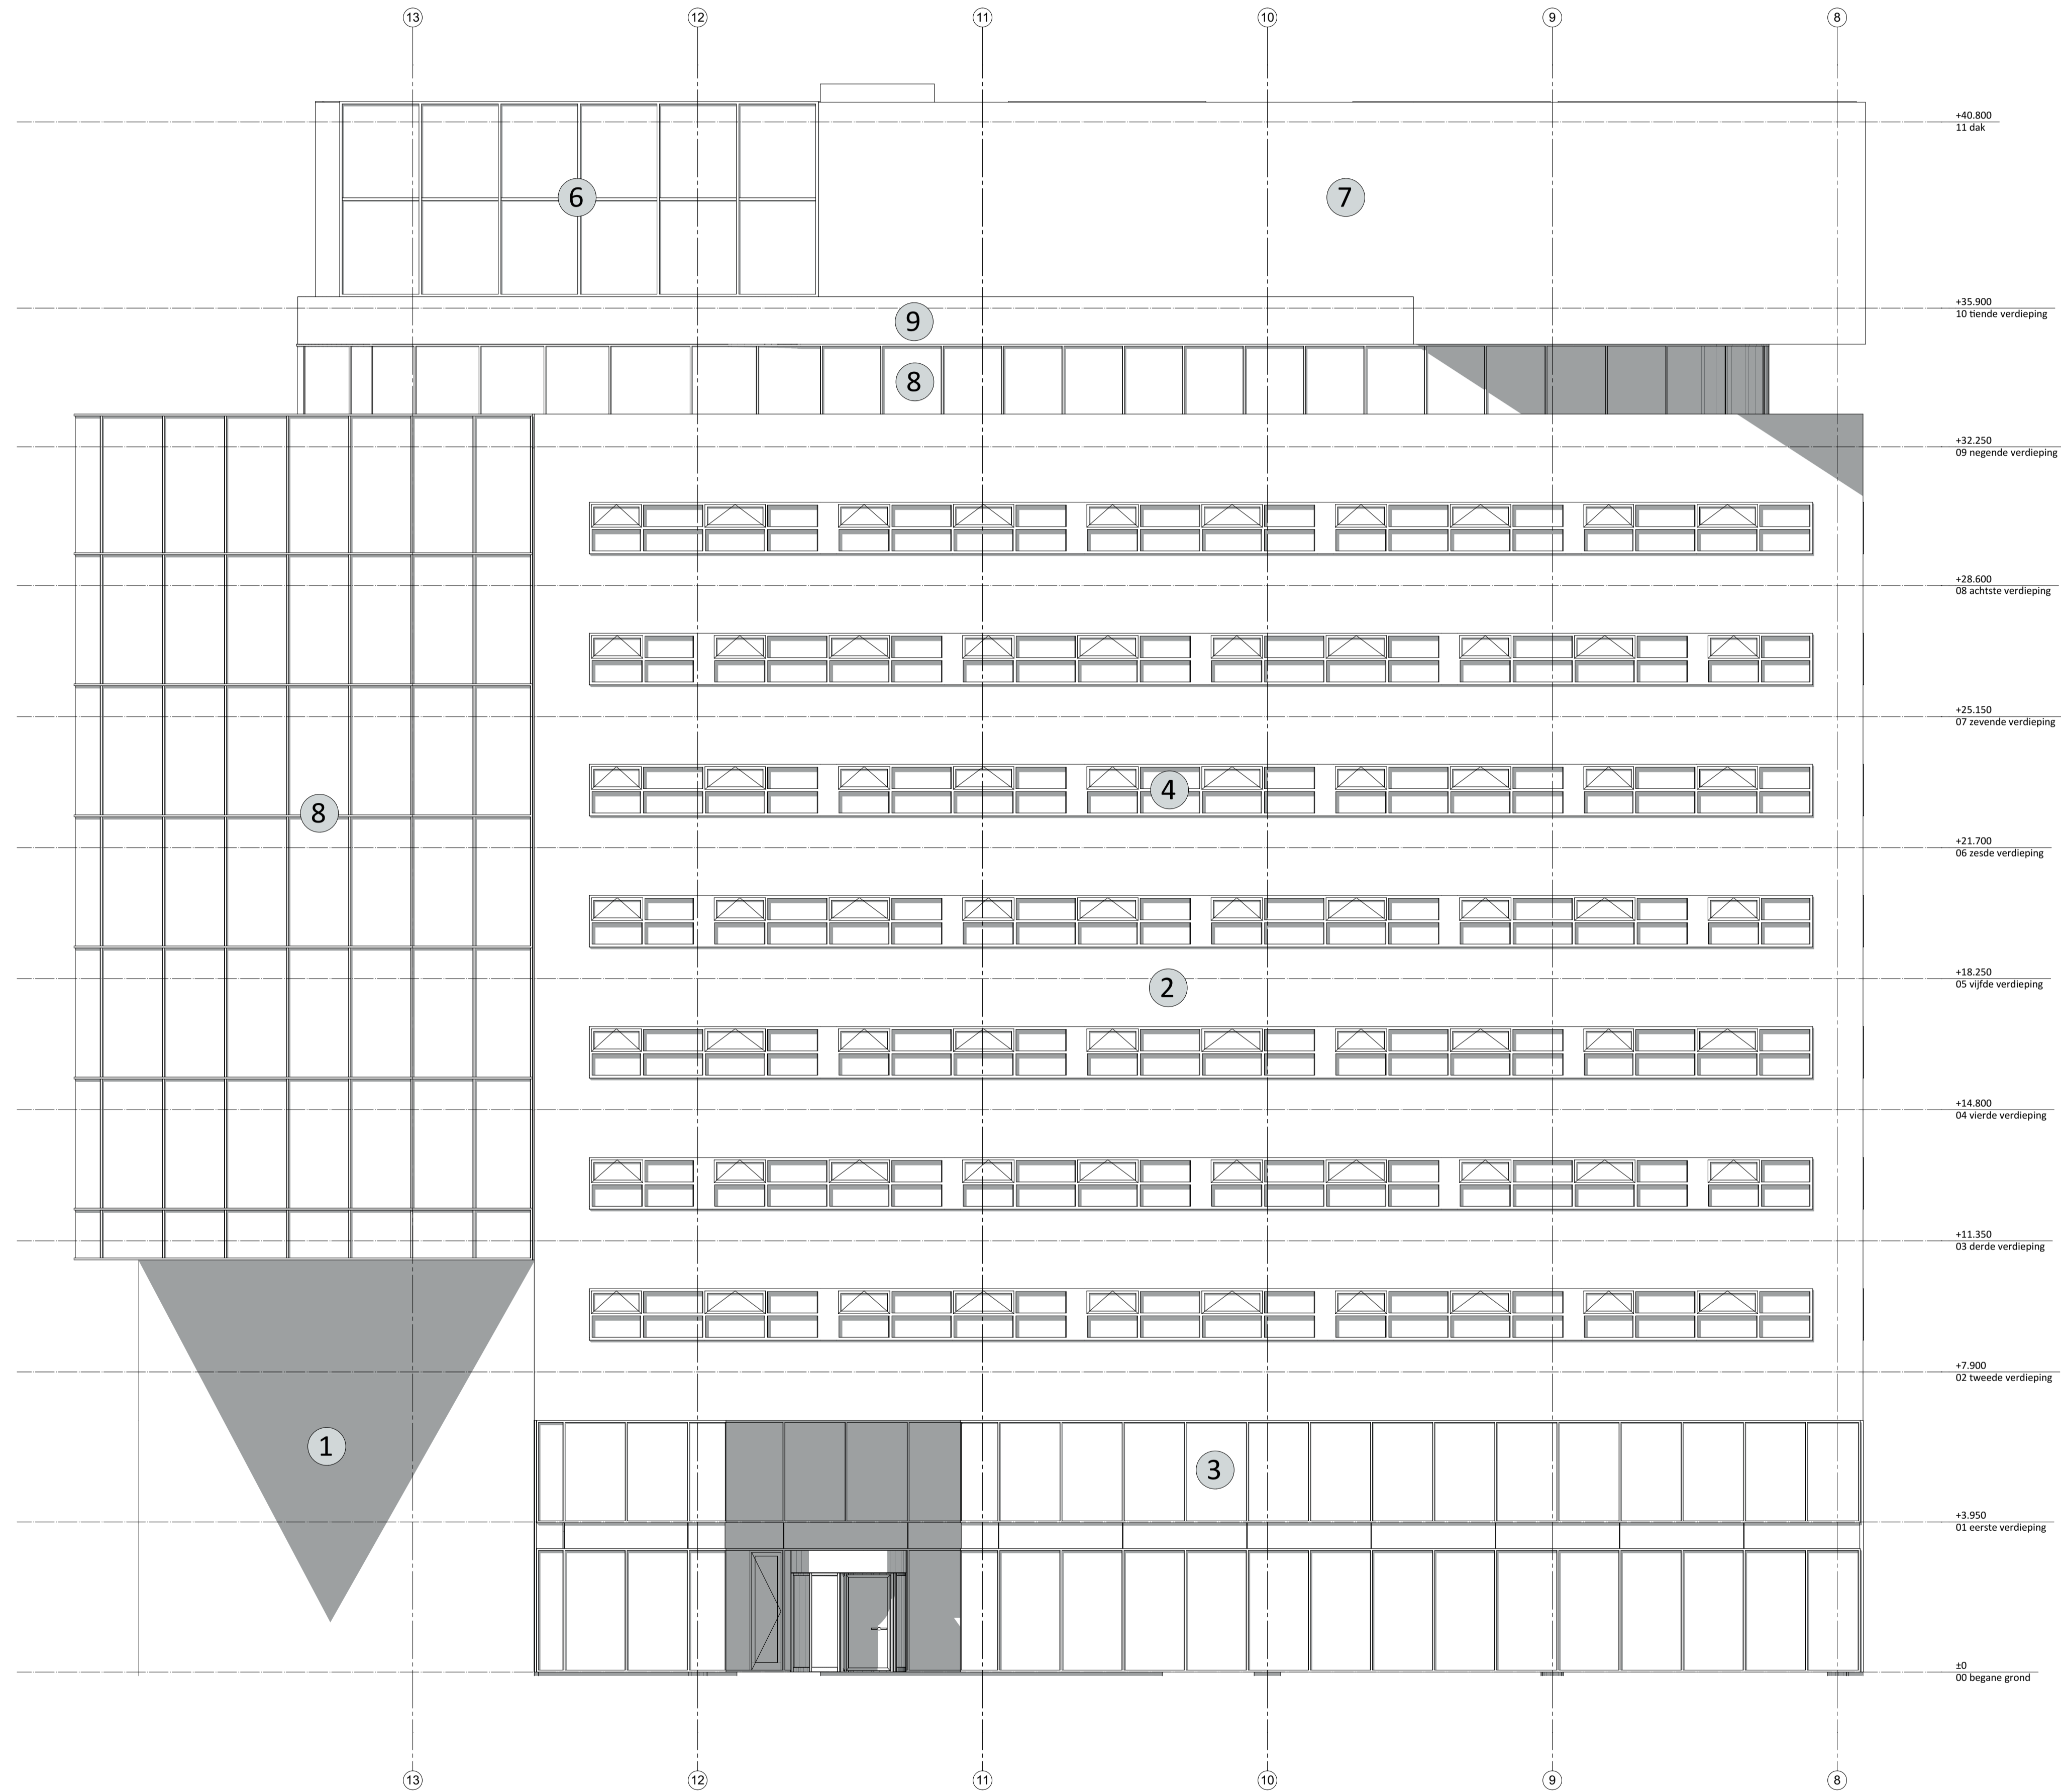 13 12 11 10 9 8
+40.800
11 dak
6 7
+35.900
10 tiende verdieping
9
8
+32.250
09 negende verdieping
+28.600
08 achtste verdieping
+25.150
07 zevende verdieping
4
8
+21.700
06 zesde verdieping
+18.250
05 vijfde verdieping
2
+14.800
04 vierde verdieping
+11.350
03 derde verdieping
+7.900
02 tweede verdieping
1
3
+3.950
01 eerste verdieping
±0
00 begane grond
13 12 11 10 9 8